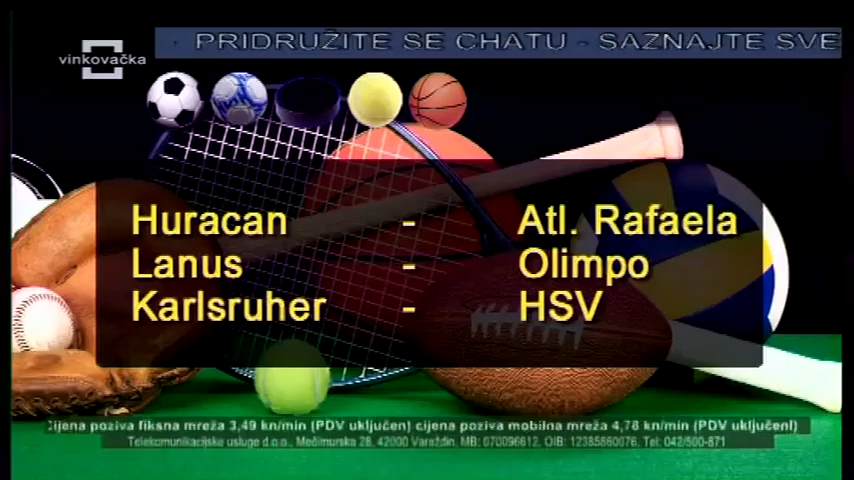 · PRIDRUŽITE SE CHATU - SAZNAJTE SVE
vinkovačka
Huracan - Atl. Rafaela
Lanus - Olimpo
Karlsruher - HSV
cijena poziva fiksna mreža 3,49 kn/min (PDV uključen) cijena poziva mobilna mreža 4,78 kn/min (PDV uključenl)
Telekomunikacijske usluge d.o.o., Međimurska 28, 42000 Varaždin, MB: 070096612, OIB: 12385860076, Tel: 042/500-871